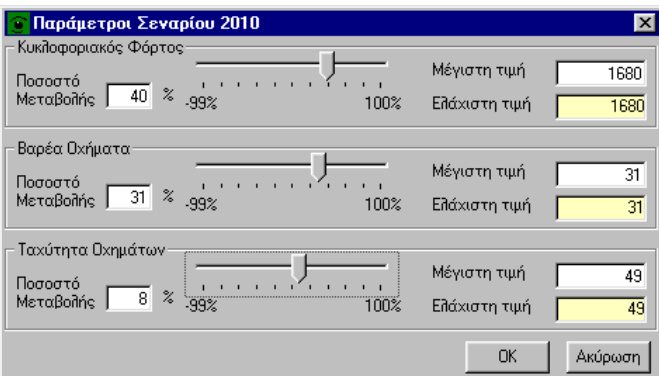 Παράμετροι Σεναρίου 2010
Κυκλοφοριακός Φόρτος
Ποσοστό
Μεταβολής 40 %
-99% 100%
Μέγιστη τιμή 1680
Ελάχιστη τιμή 1680
Βαρέα Οχήματα
Ποσοστό
Μεταβολής 31 %
-99% 100%
Μέγιστη τιμή 31
Ελάχιστη τιμή 31
Ταχύτητα Οχημάτων
Ποσοστό
Μεταβολής 8 %
-99% 100%
Μέγιστη τιμή 49
Ελάχιστη τιμή 49
OK Ακύρωση